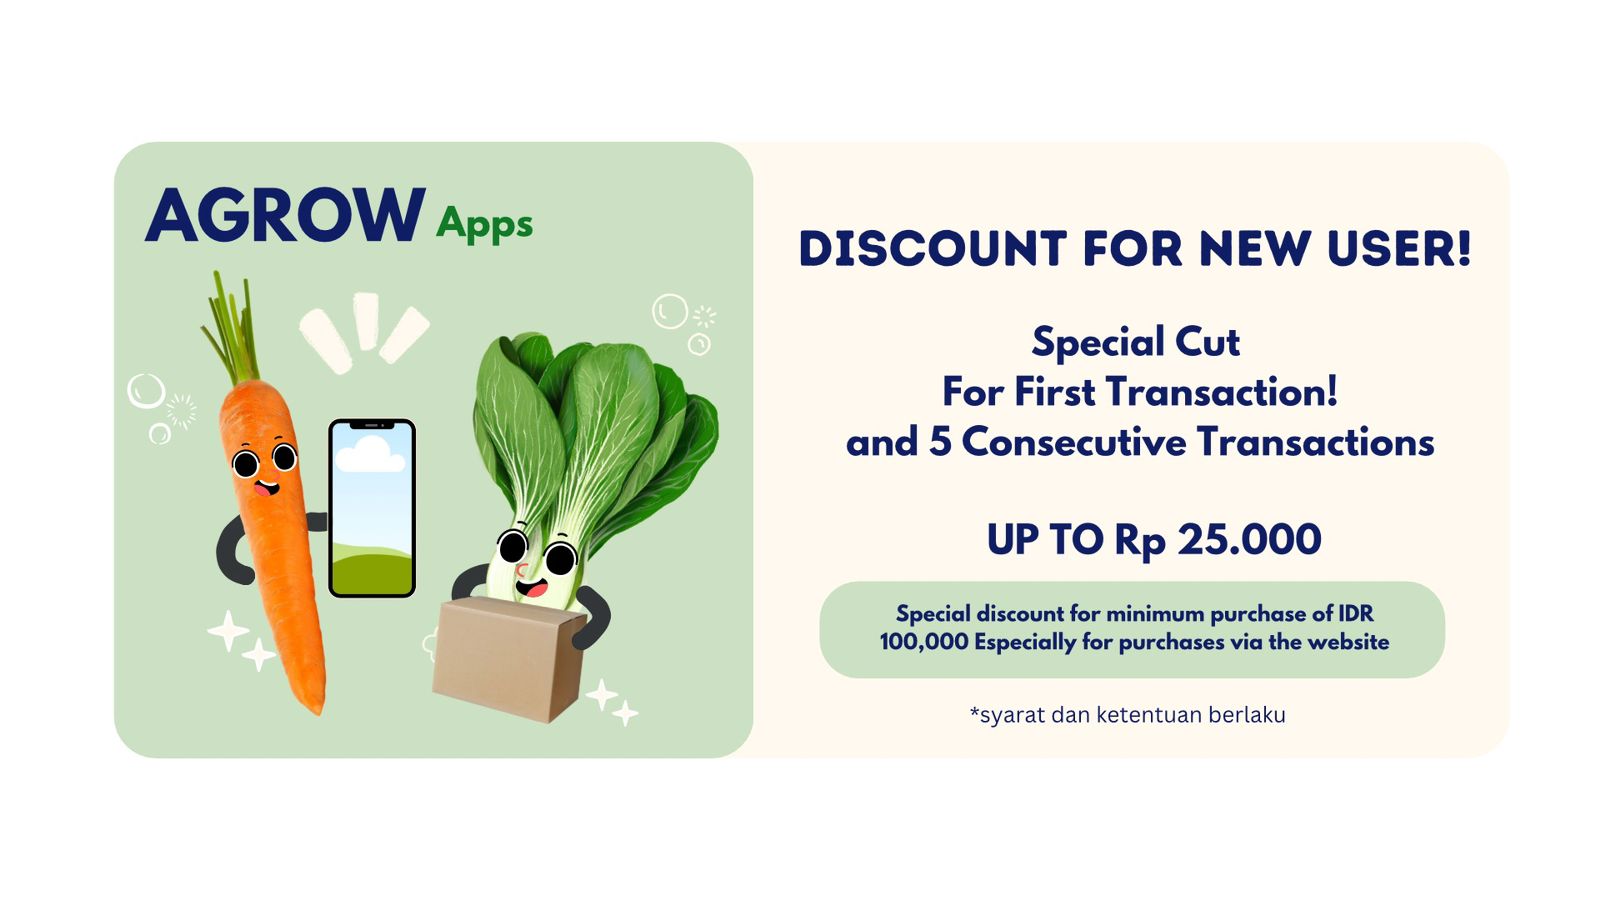 AGROW Apps
DISCOUNT FOR NEW USER!
Special Cut
For First Transaction!
and 5 Consecutive Transactions
UP TO Rp 25.000
Special discount for minimum purchase of IDR
100,000 Especially for purchases via the website
*syarat dan ketentuan berlaku